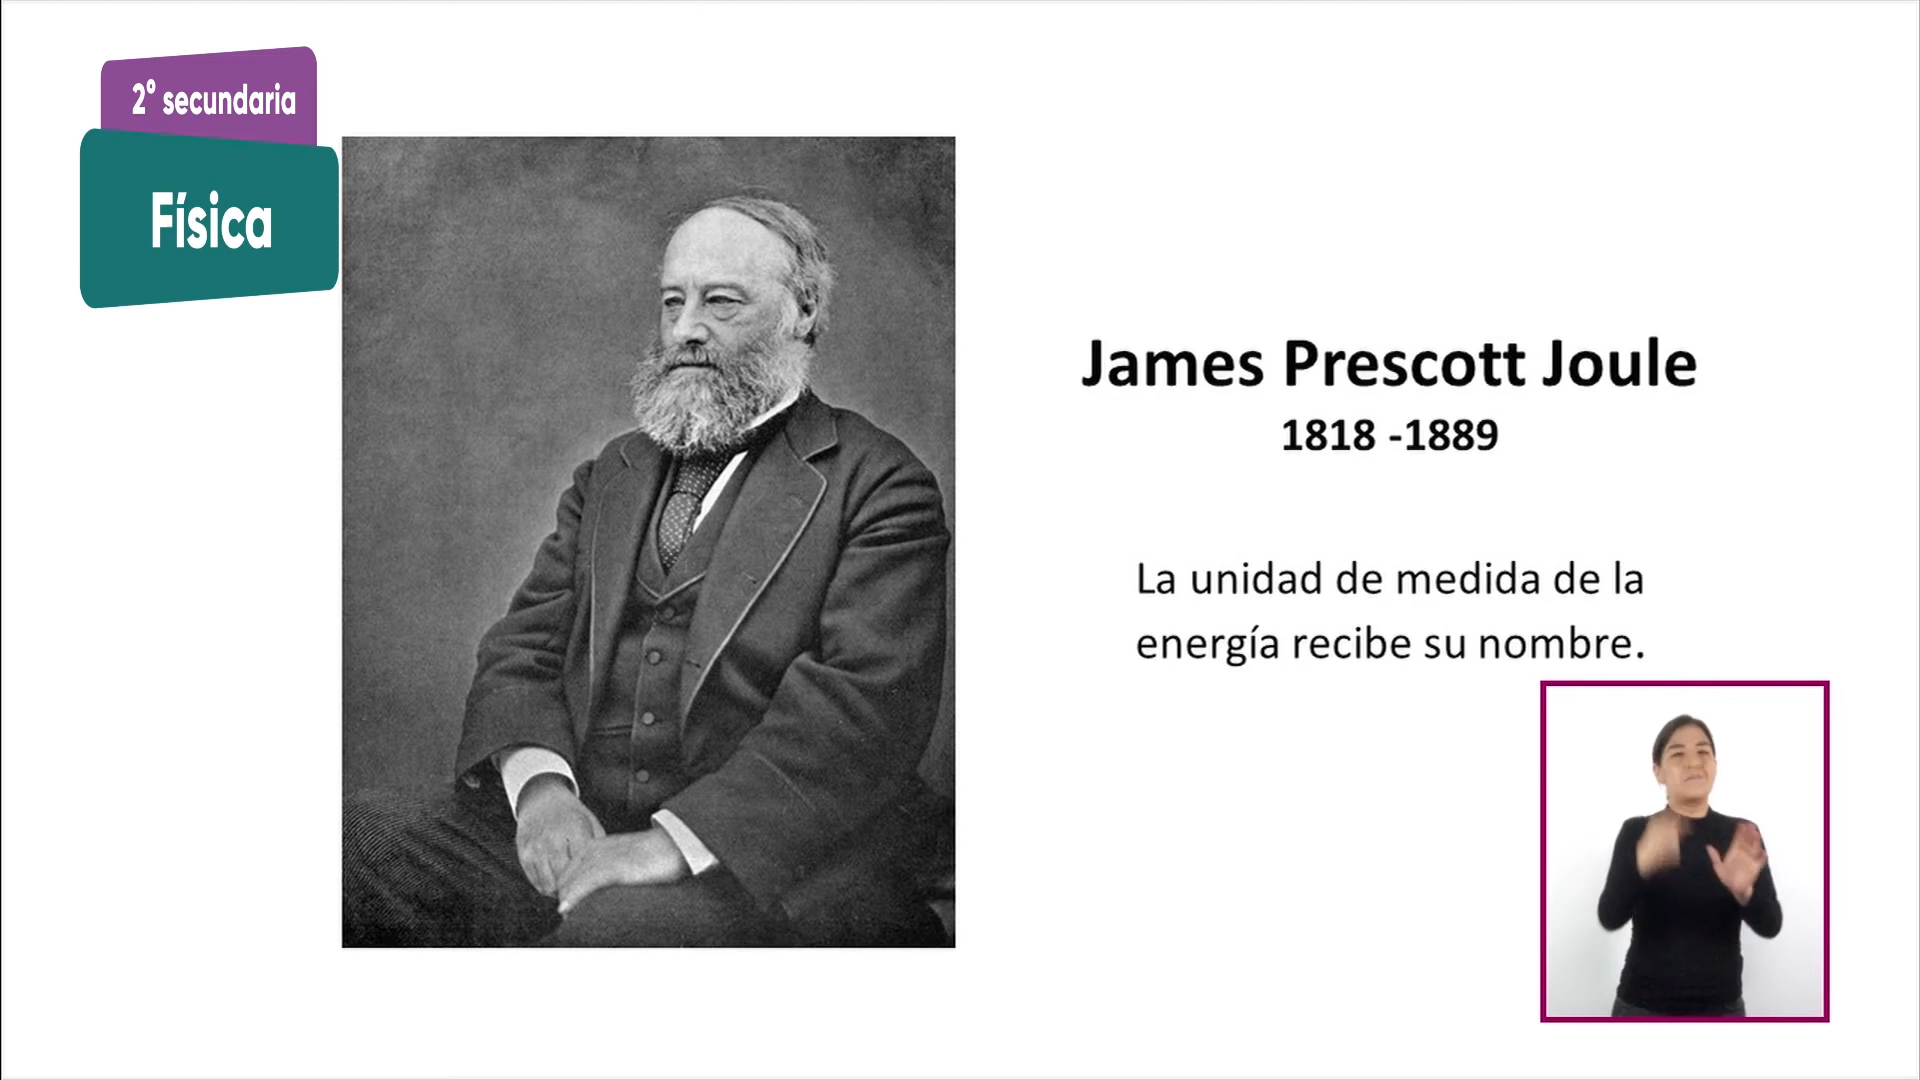 2° secundaria
Física
James Prescott Joule
1818 -1889
La unidad de medida de la
energía recibe su nombre.